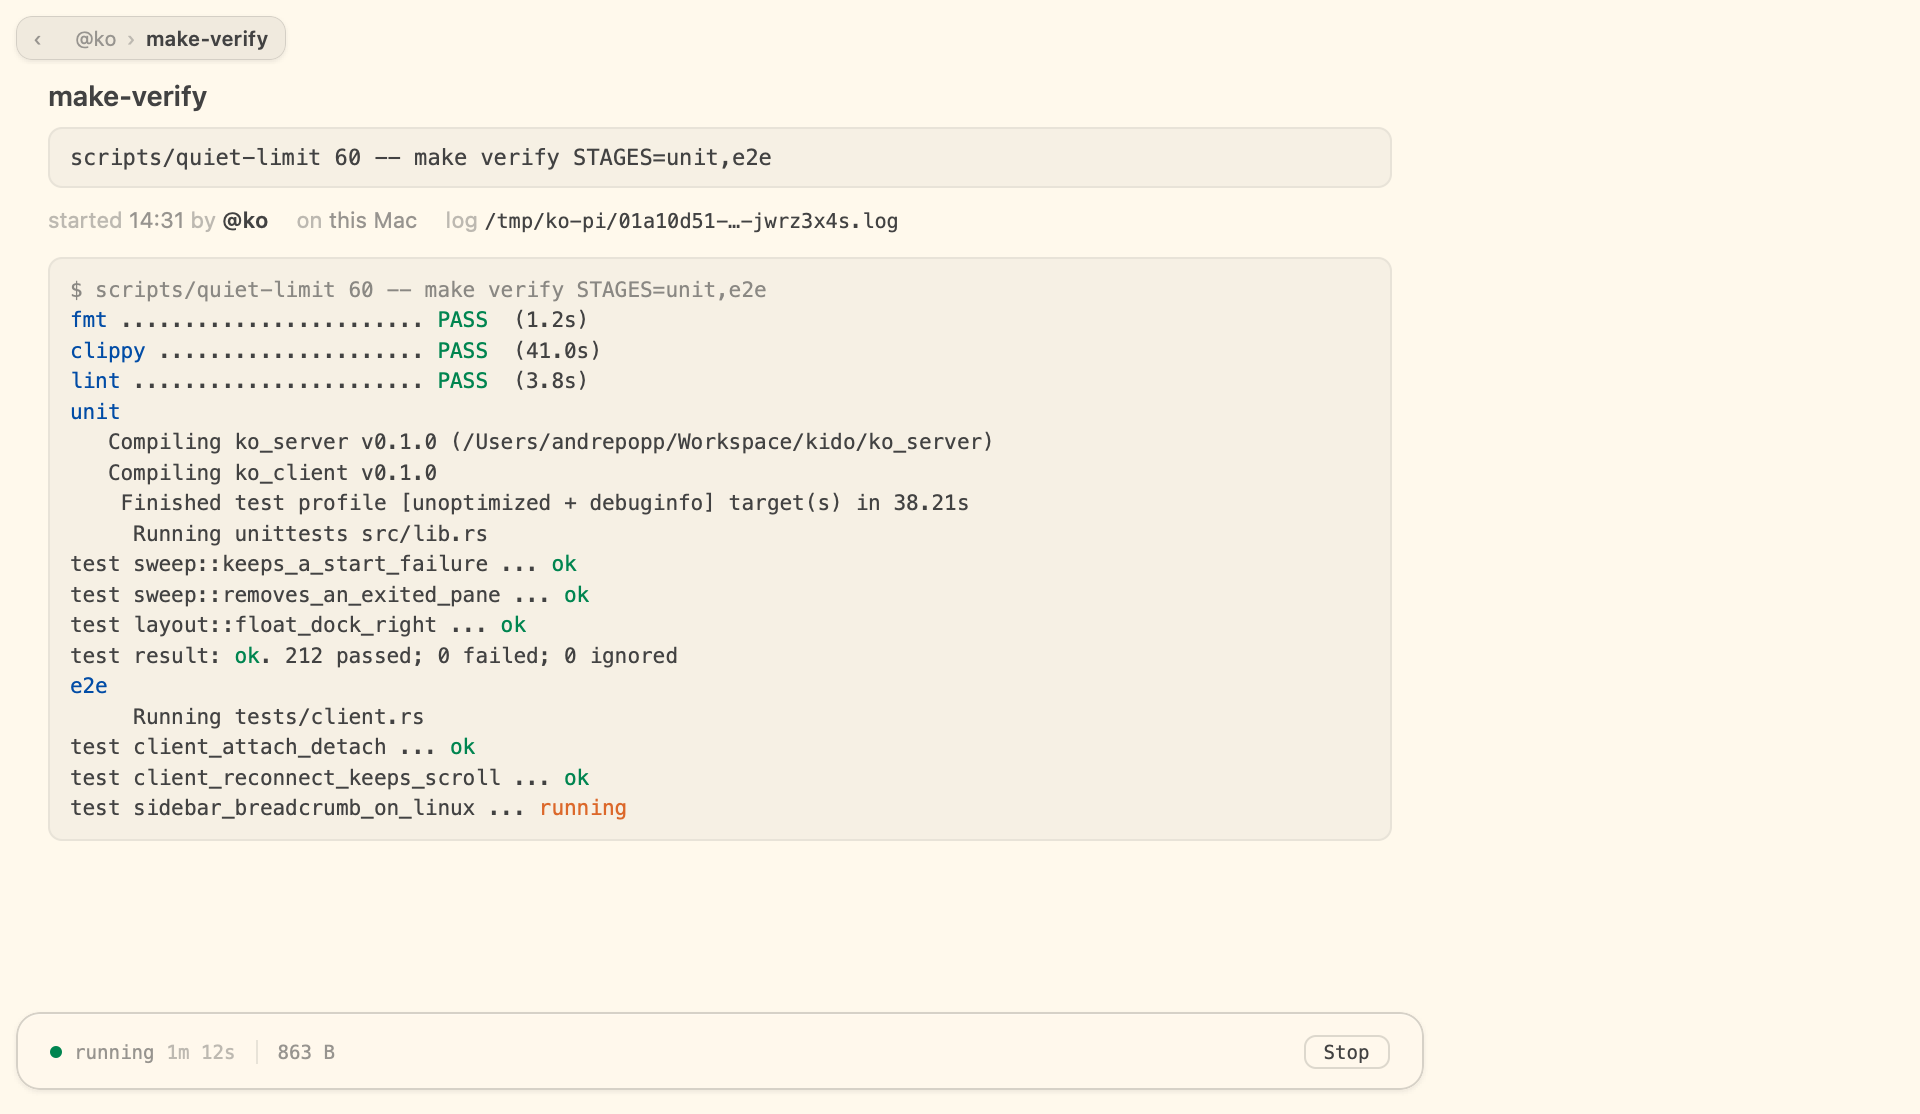 ‹ @ko › make-verify
make-verify
scripts/quiet-limit 60 -- make verify STAGES=unit,e2e
started 14:31 by @ko on this Mac log /tmp/ko-pi/01a10d51-…-jwrz3x4s.log
$ scripts/quiet-limit 60 -- make verify STAGES=unit,e2e
fmt ........................ PASS  (1.2s)
clippy ..................... PASS  (41.0s)
lint ....................... PASS  (3.8s)
unit
   Compiling ko_server v0.1.0 (/Users/andrepopp/Workspace/kido/ko_server)
   Compiling ko_client v0.1.0
    Finished test profile [unoptimized + debuginfo] target(s) in 38.21s
     Running unittests src/lib.rs
test sweep::keeps_a_start_failure ... ok
test sweep::removes_an_exited_pane ... ok
test layout::float_dock_right ... ok
test result: ok. 212 passed; 0 failed; 0 ignored
e2e
     Running tests/client.rs
test client_attach_detach ... ok
test client_reconnect_keeps_scroll ... ok
test sidebar_breadcrumb_on_linux ... running
running 1m 12s 863 B Stop